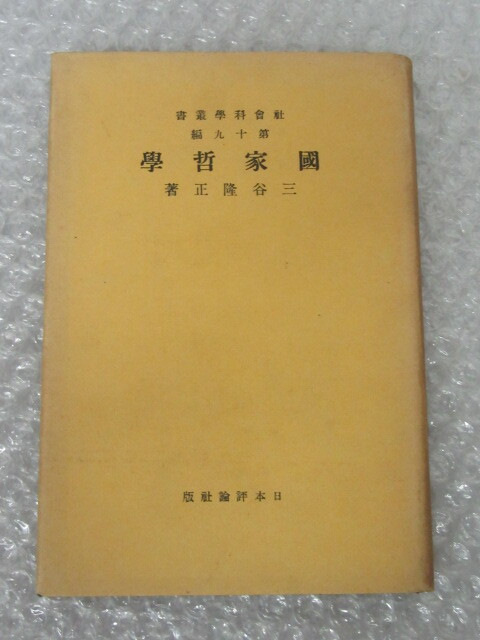 社會科學叢書
第十九編
國家哲學
三谷隆正著
日本評論社版